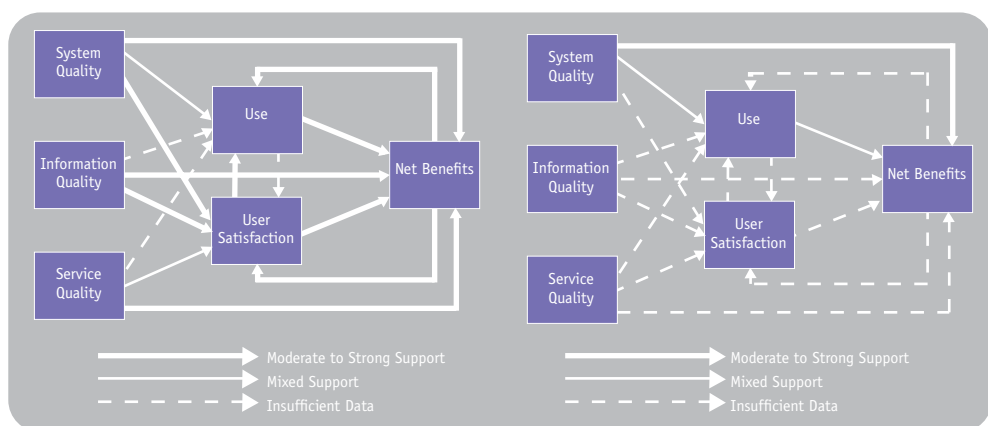 System
Quality
Use
Information
Quality
Net Benefits
User
Satisfaction
Service
Quality
Moderate to Strong Support
Mixed Support
Insufficient Data
System
Quality
Use
Information
Quality
Net Benefits
User
Satisfaction
Service
Quality
Moderate to Strong Support
Mixed Support
Insufficient Data